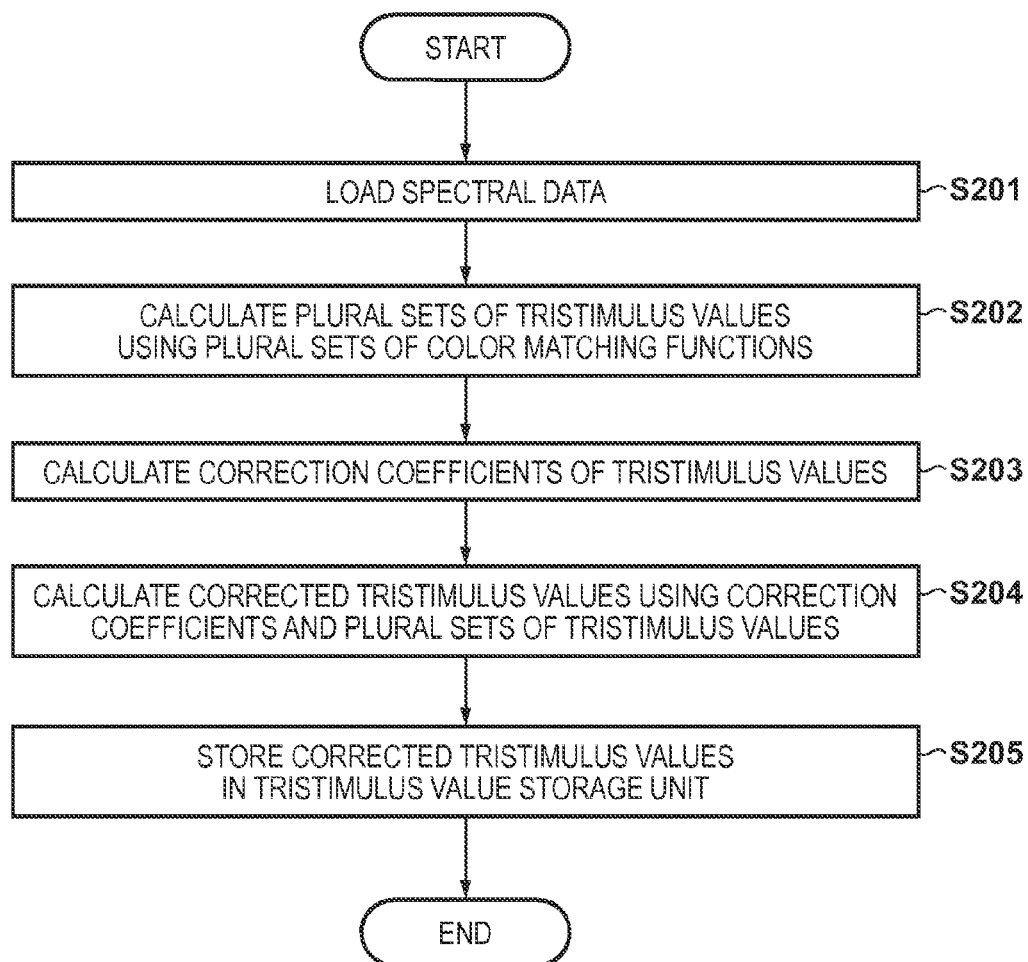 START
LOAD SPECTRAL DATA
S201
CALCULATE PLURAL SETS OF TRISTIMULUS VALUES
USING PLURAL SETS OF COLOR MATCHING FUNCTIONS
S202
CALCULATE CORRECTION COEFFICIENTS OF TRISTIMULUS VALUES
S203
CALCULATE CORRECTED TRISTIMULUS VALUES USING CORRECTION
COEFFICIENTS AND PLURAL SETS OF TRISTIMULUS VALUES
S204
STORE CORRECTED TRISTIMULUS VALUES
IN TRISTIMULUS VALUE STORAGE UNIT
S205
END